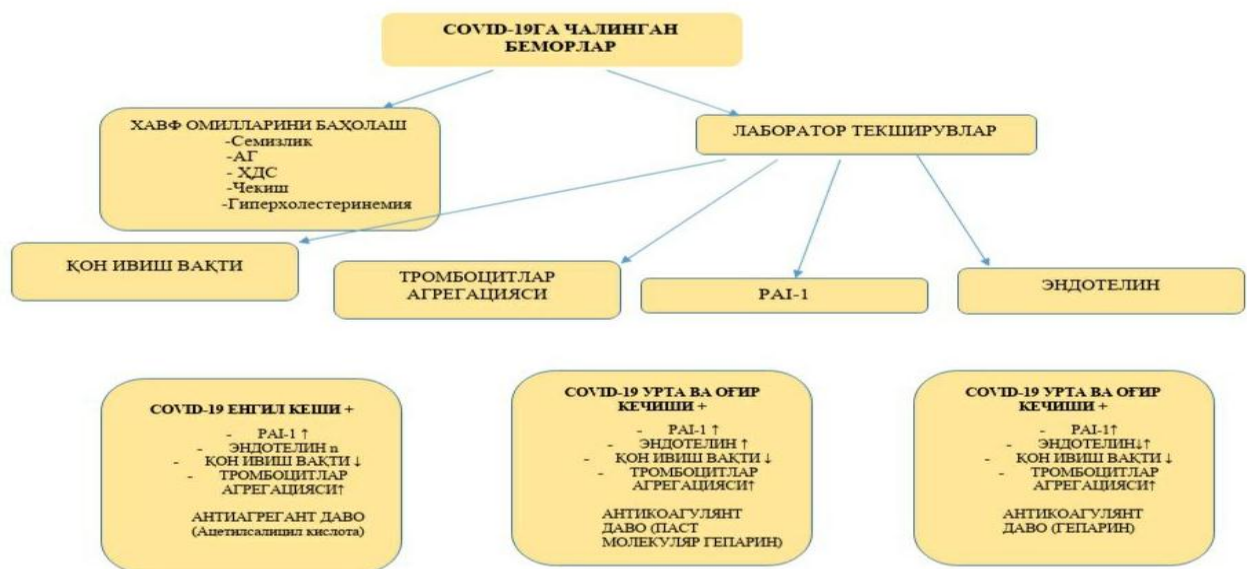 COVID-19ГА ЧАЛИНГАН
БЕМОРЛАР
ХАВФ ОМИЛЛАРИНИ БАҲОЛАШ
-Семизлик
-АГ
- ҲДС
-Чекиш
-Гиперхолестеринемия
ЛАБОРАТОР ТЕКШИРУВЛАР
ҚОН ИВИШ ВАҚТИ
ТРОМБОЦИТЛАР
АГРЕГАЦИЯСИ
PAI-1
ЭНДОТЕЛИН
COVID-19 ЕНГИЛ КЕШИ +
- PAI-1 ↑
- ЭНДОТЕЛИН n
- ҚОН ИВИШ ВАҚТИ ↓
- ТРОМБОЦИТЛАР
АГРЕГАЦИЯСИ↑
АНТИАГРЕГАНТ ДАВО
(Ацетилсалицил кислота)
COVID-19 УРТА ВА ОҒИР
КЕЧИШИ +
- PAI-1 ↑
- ЭНДОТЕЛИН ↑
- ҚОН ИВИШ ВАҚТИ ↓
- ТРОМБОЦИТЛАР
АГРЕГАЦИЯСИ↑
АНТИКОАГУЛЯНТ
ДАВО (ПАСТ
МОЛЕКУЛЯР ГЕПАРИН)
COVID-19 УРТА ВА ОҒИР
КЕЧИШИ +
- PAI-1↑
- ЭНДОТЕЛИН↓↑
- ҚОН ИВИШ ВАҚТИ ↓
- ТРОМБОЦИТЛАР
АГРЕГАЦИЯСИ↑
АНТИКОАГУЛЯНТ
ДАВО (ГЕПАРИН)